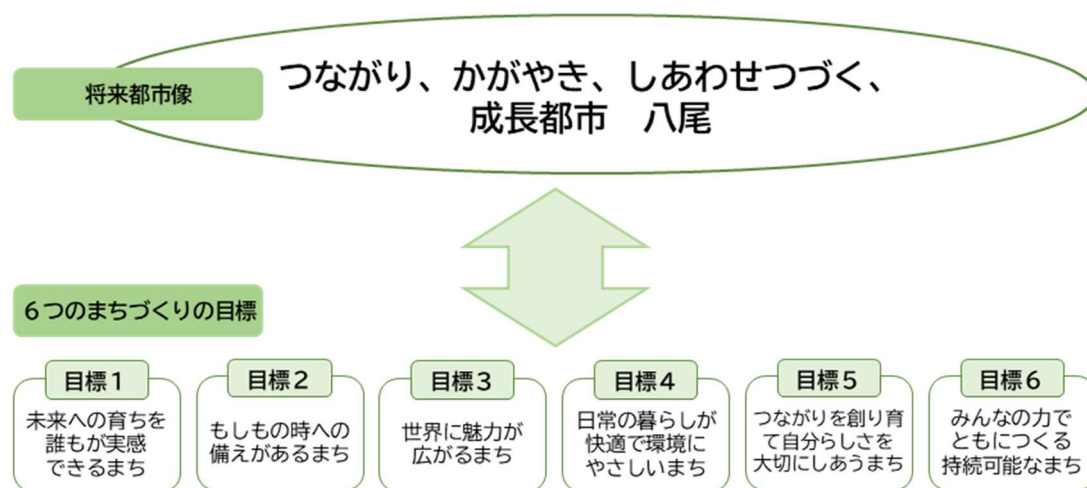 将来都市像
つながり、かがやき、しあわせつづく、
成長都市　八尾
６つのまちづくりの目標
目標１
未来への育ちを
誰もが実感
できるまち
目標２
もしもの時への
備えがあるまち
目標３
世界に魅力が
広がるまち
目標４
日常の暮らしが
快適で環境に
やさしいまち
目標５
つながりを創り育
て自分らしさを
大切にしあうまち
目標６
みんなの力で
ともにつくる
持続可能なまち